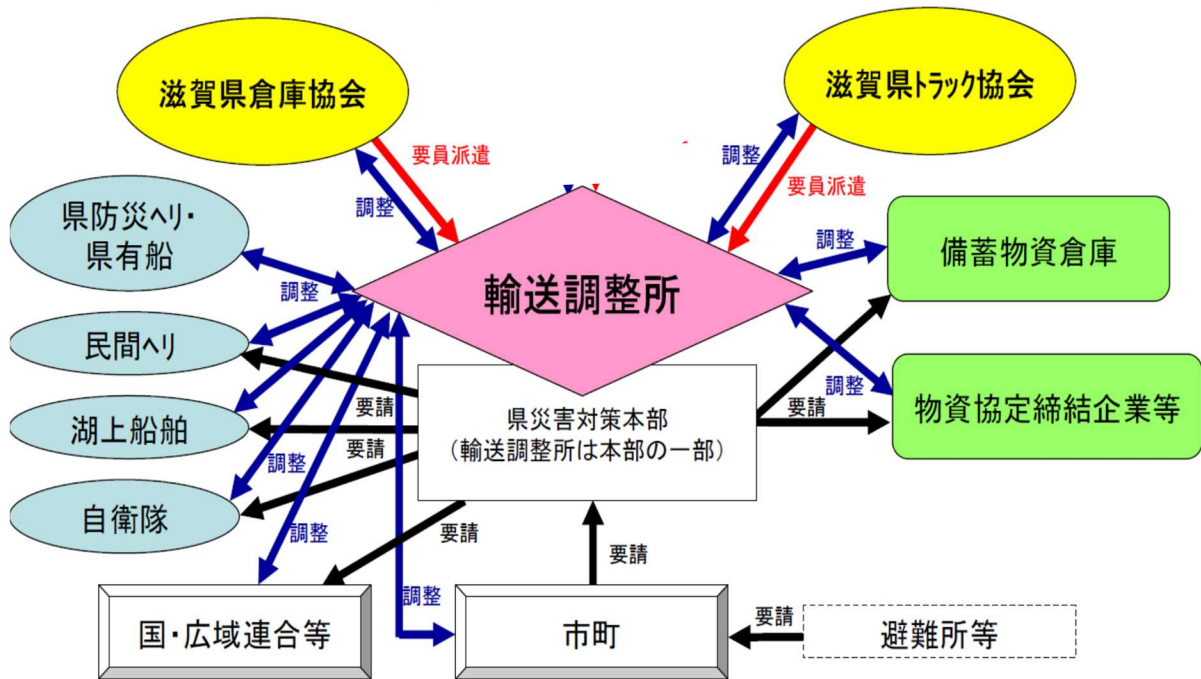 滋賀県倉庫協会
滋賀県トラック協会
要員派遣
調整
調整
要員派遣
県防災ヘリ・
県有船
調整
輸送調整所
調整
備蓄物資倉庫
民間ヘリ
要請
湖上船舶
要請
調整
県災害対策本部
(輸送調整所は本部の一部)
調整
要請
物資協定締結企業等
自衛隊
調整
要請
要請
国・広域連合等
調整
市町
要請
避難所等